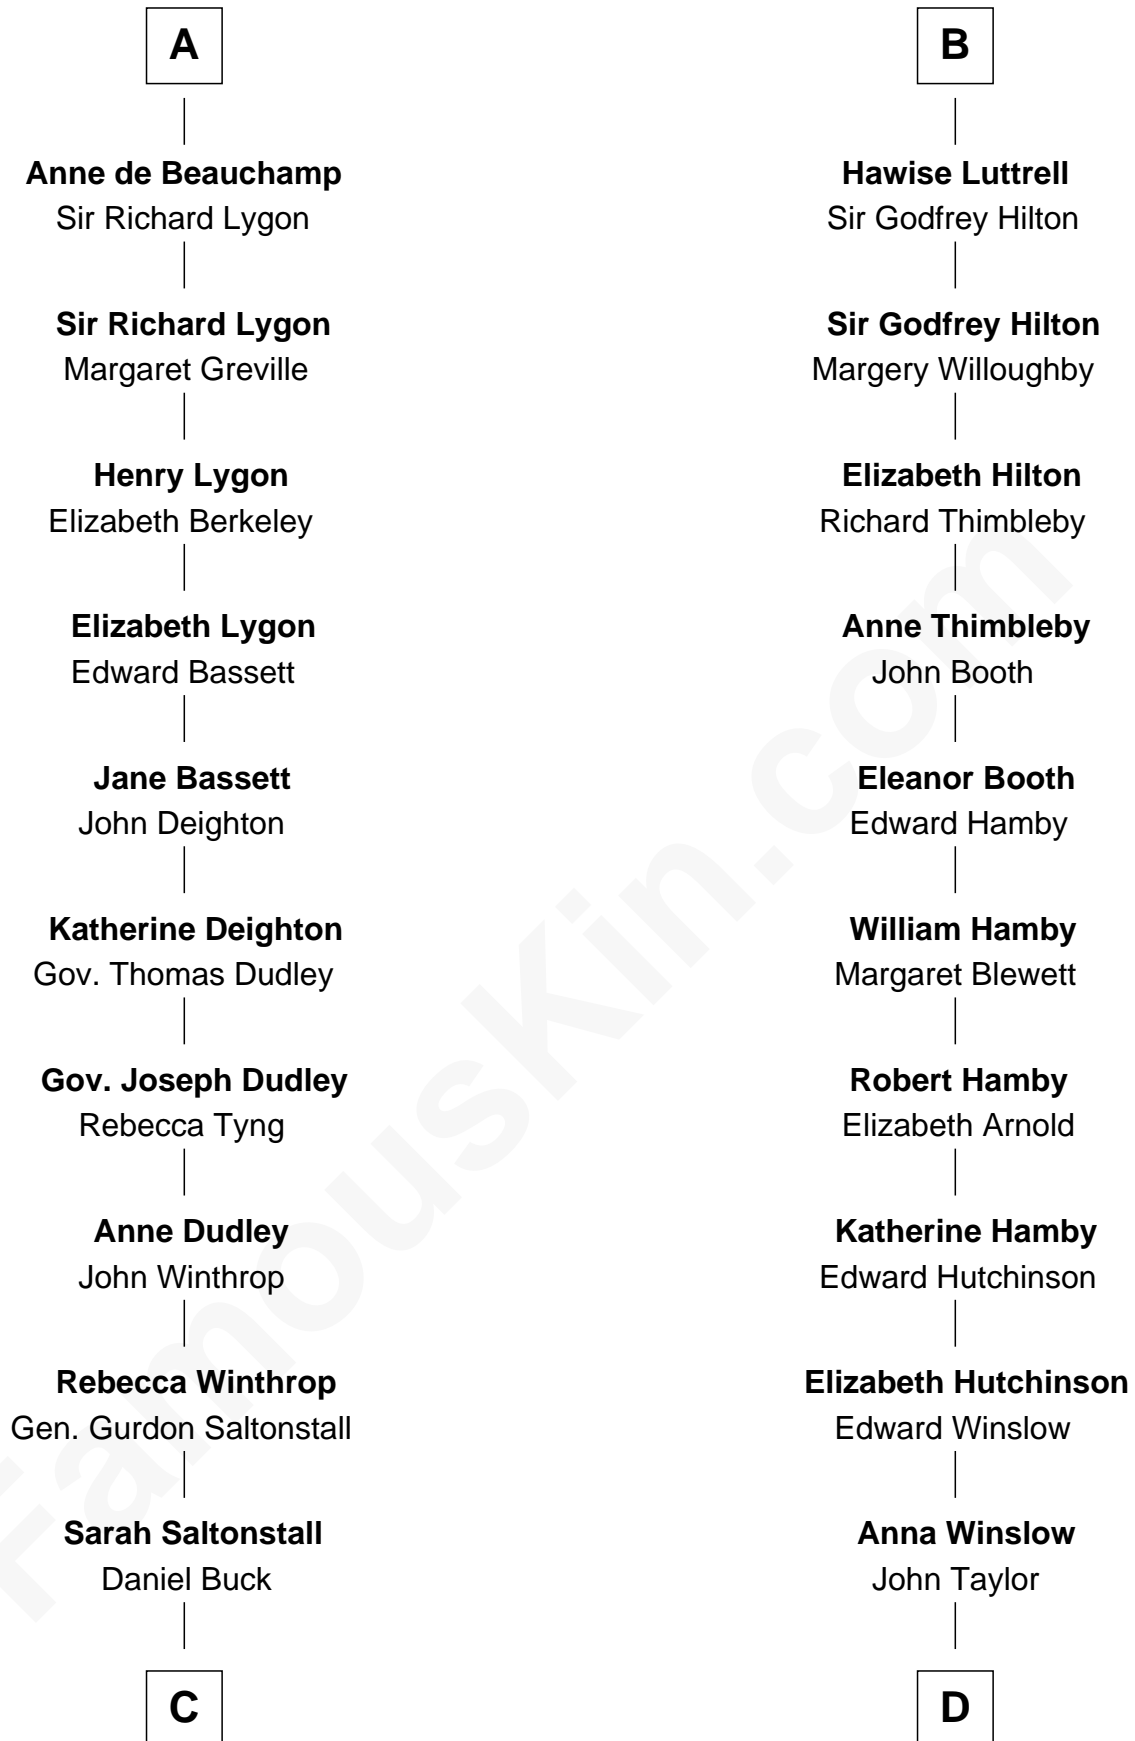 A
Anne de Beauchamp
Sir Richard Lygon
Sir Richard Lygon
Margaret Greville
Henry Lygon
Elizabeth Berkeley
Elizabeth Lygon
Edward Bassett
Jane Bassett
John Deighton
Katherine Deighton
Gov. Thomas Dudley
Gov. Joseph Dudley
Rebecca Tyng
Anne Dudley
John Winthrop
Rebecca Winthrop
Gen. Gurdon Saltonstall
Sarah Saltonstall
Daniel Buck
C
B
Hawise Luttrell
Sir Godfrey Hilton
Sir Godfrey Hilton
Margery Willoughby
Elizabeth Hilton
Richard Thimbleby
Anne Thimbleby
John Booth
Eleanor Booth
Edward Hamby
William Hamby
Margaret Blewett
Robert Hamby
Elizabeth Arnold
Katherine Hamby
Edward Hutchinson
Elizabeth Hutchinson
Edward Winslow
Anna Winslow
John Taylor
D
FamousKin.com